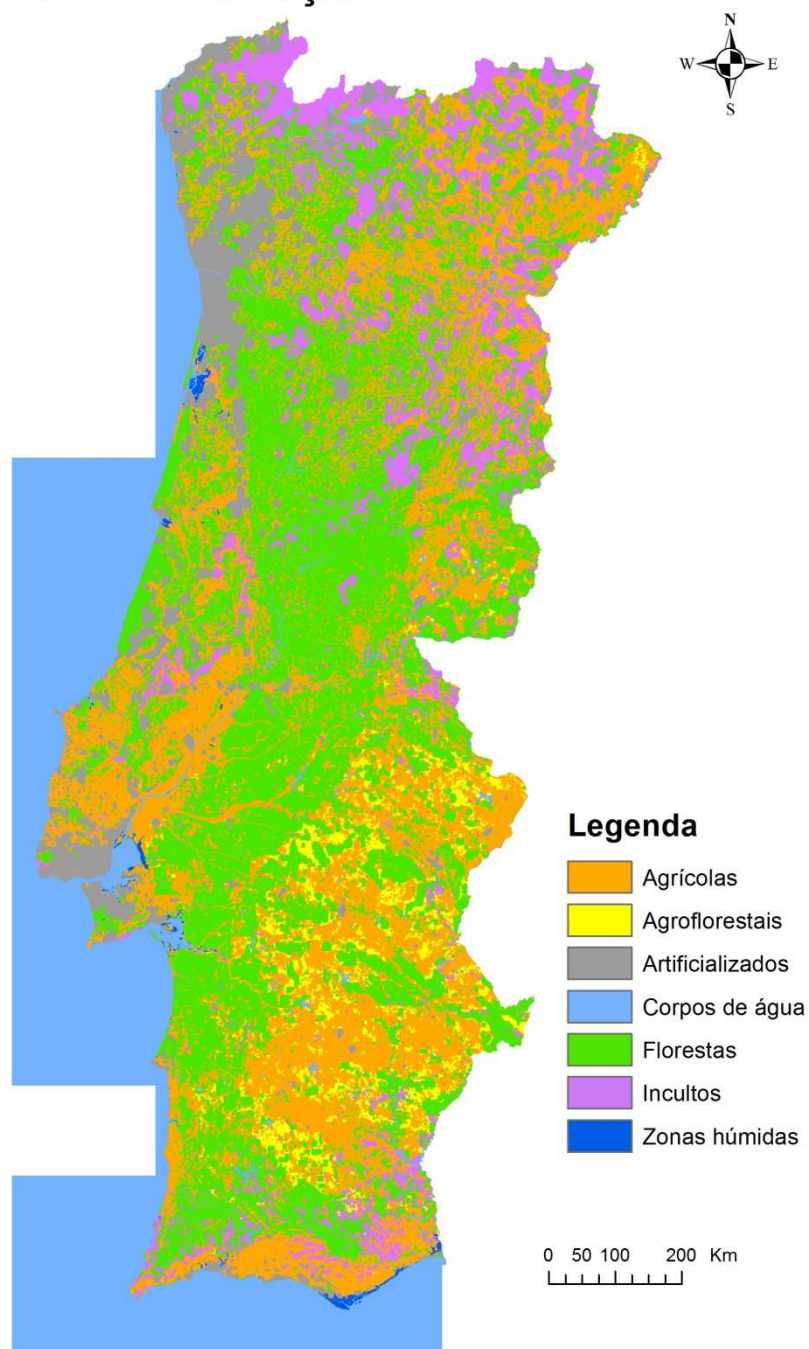 N
W E
S
Legenda
Agrícolas
Agroflorestais
Artificializados
Corpos de água
Florestas
Incultos
Zonas húmidas
0 50 100 200 Km